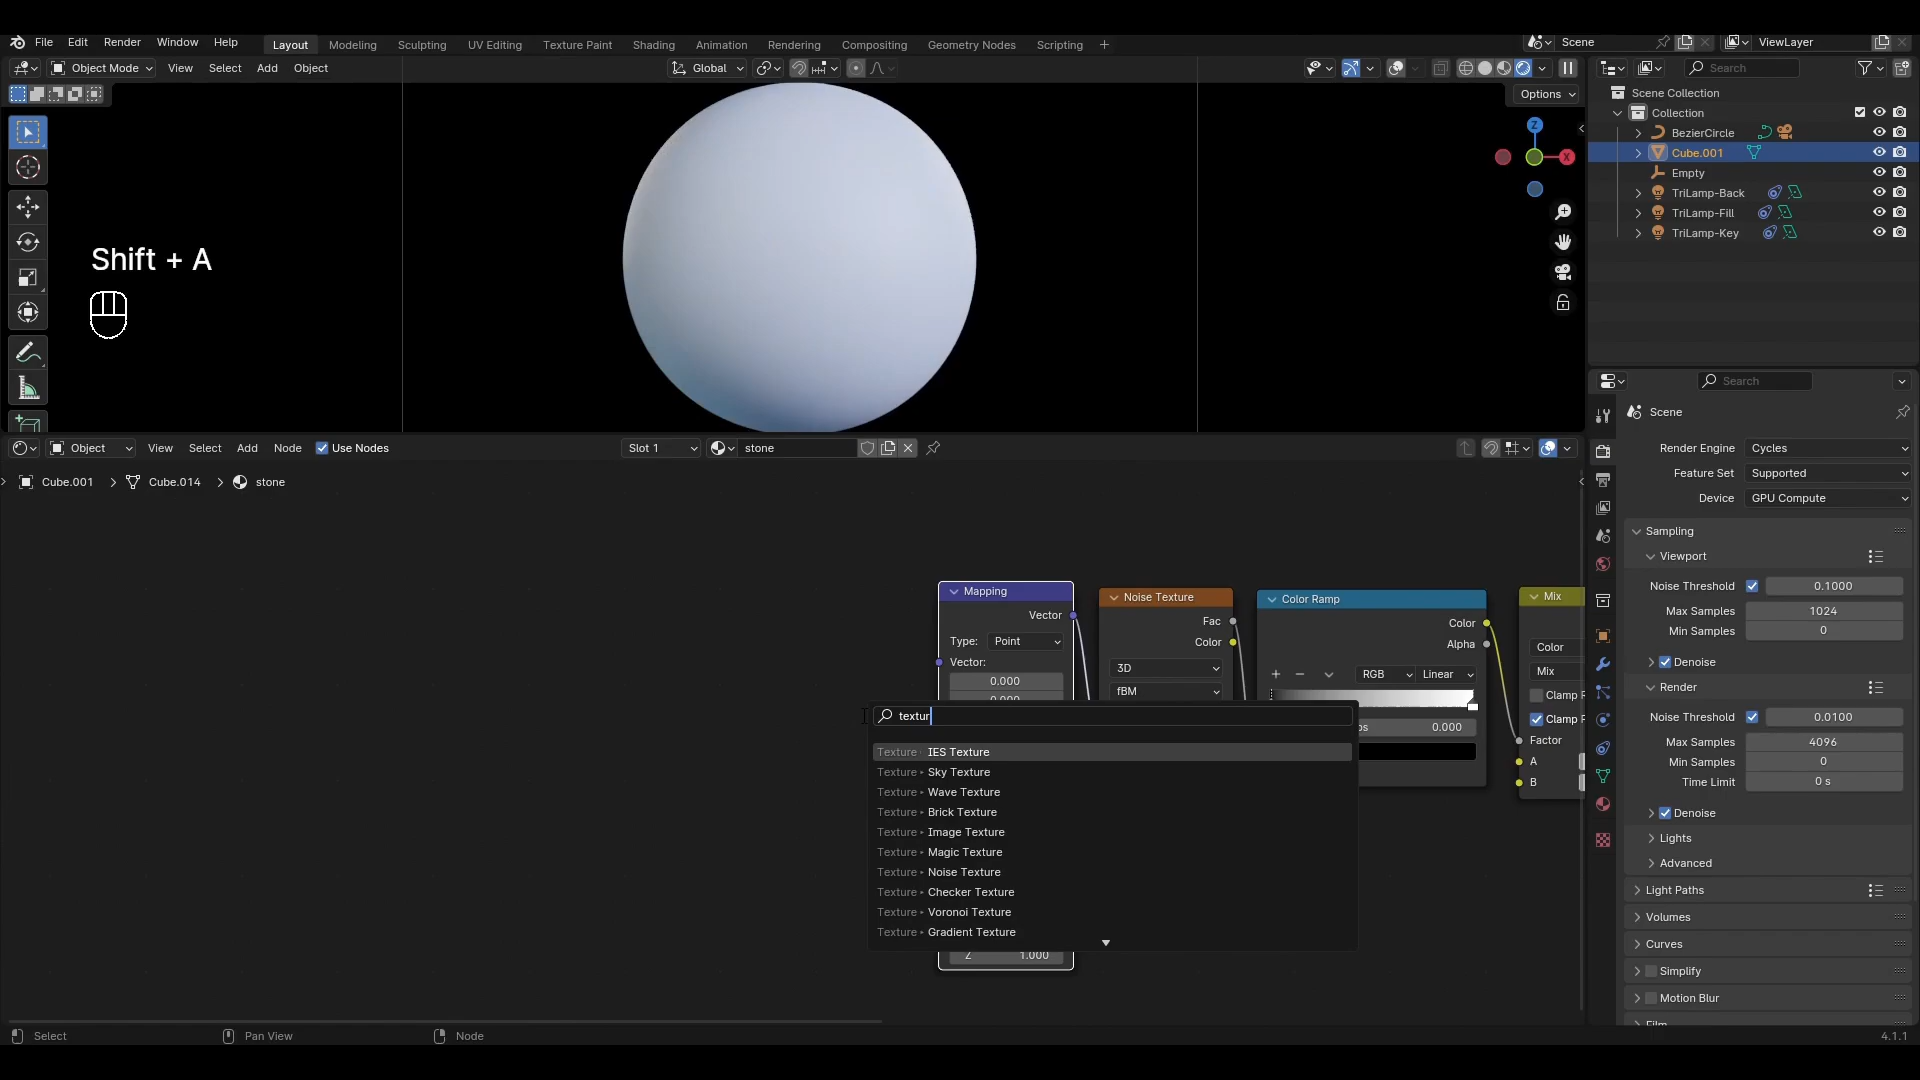 File Edit Render Window Help Layout Modeling Sculpting UV Editing Texture Paint Shading Animation Rendering Compositing Geometry Nodes Scripting + Scene ViewLayer
Object Mode View Select Add Object Global Search
Options
Scene Collection
Collection
BezierCircle
Cube.001
Empty
TriLamp-Back
TriLamp-Fill
TriLamp-Key
Z
X
Shift + A
Object View Select Add Node Use Nodes Slot 1 stone
Cube.001 > Cube.014 > stone
Mapping
Vector
Type: Point
Vector:
0.000
Z 1.000
Noise Texture
Fac
Color
3D
fBM
Color Ramp
Color
Alpha
RGB Linear
0.000
Mix
Color
Mix
Clamp
Clamp
Factor
A
B
textur
Texture IES Texture
Texture Sky Texture
Texture Wave Texture
Texture Brick Texture
Texture Image Texture
Texture Magic Texture
Texture Noise Texture
Texture Checker Texture
Texture Voronoi Texture
Texture Gradient Texture
Search
Scene
Render Engine Cycles
Feature Set Supported
Device GPU Compute
Sampling
Viewport
Noise Threshold 0.1000
Max Samples 1024
Min Samples 0
Denoise
Render
Noise Threshold 0.0100
Max Samples 4096
Min Samples 0
Time Limit 0 s
Denoise
Lights
Advanced
Light Paths
Volumes
Curves
Simplify
Motion Blur
Film
Select Pan View Node 4.1.1